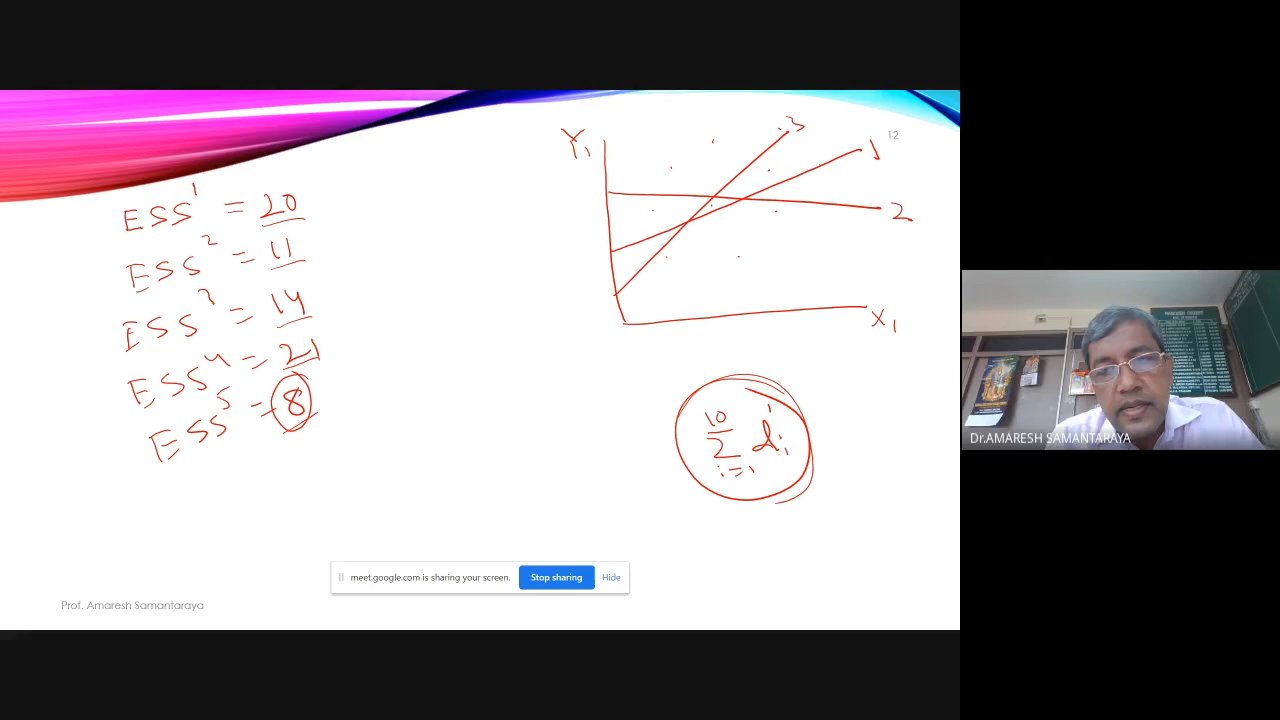 12
ESS¹ = 20
ESS² = 11
ESS³ = 14
ESS⁴ = 21
ESS⁵ = 8
Y₁
3
1
2
X₁
10
Σ dᵢ
i=1
meet.google.com is sharing your screen. Stop sharing Hide
Prof. Amaresh Samantaraya
Dr.AMARESH SAMANTARAYA